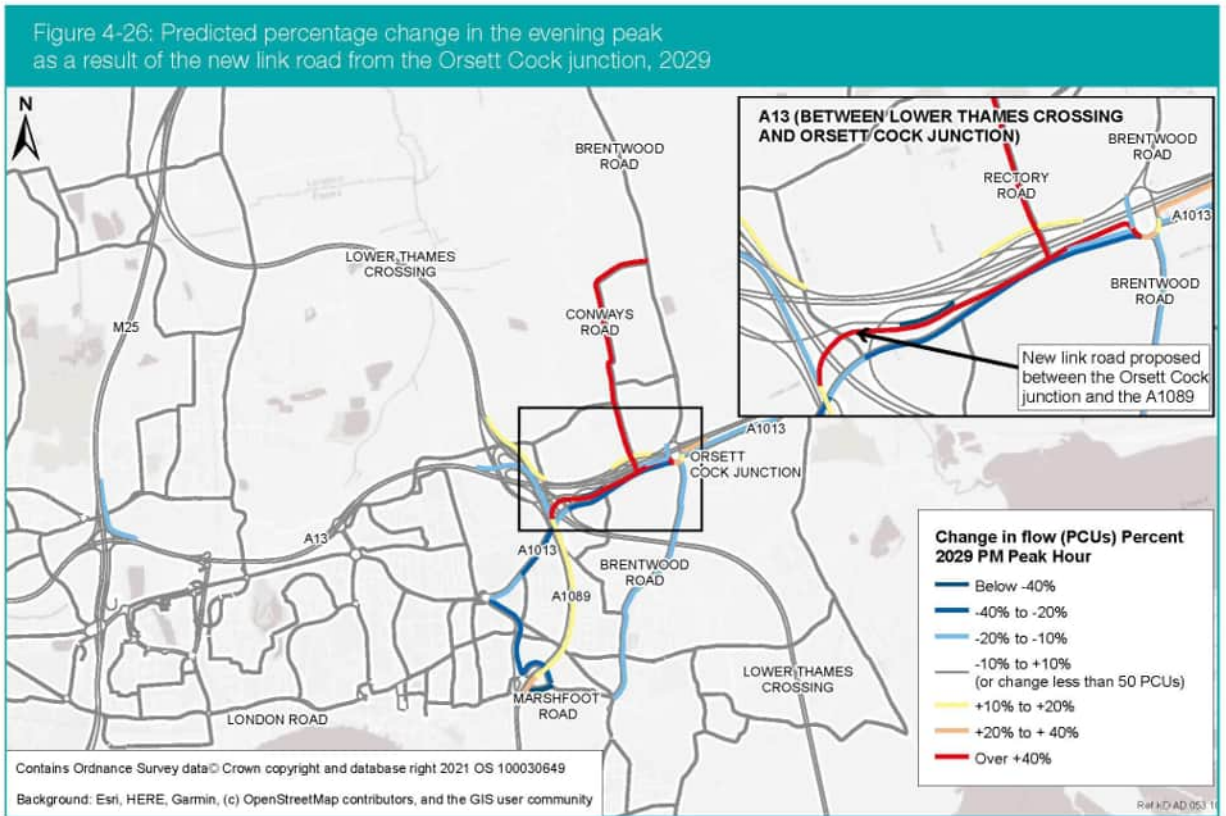 Figure 4-26: Predicted percentage change in the evening peak
as a result of the new link road from the Orsett Cock junction, 2029
N
BRENTWOOD
ROAD
LOWER THAMES
CROSSING
M25
CONWAYS
ROAD
A1013
ORSETT
COCK JUNCTION
A13
A1013
BRENTWOOD
ROAD
A1089
LOWER THAMES
CROSSING
MARSHFOOT
ROAD
LONDON ROAD
A13 (BETWEEN LOWER THAMES CROSSING
AND ORSETT COCK JUNCTION)
BRENTWOOD
ROAD
RECTORY
ROAD
A1013
BRENTWOOD
ROAD
New link road proposed
between the Orsett Cock
junction and the A1089
Change in flow (PCUs) Percent
2029 PM Peak Hour
Below -40%
-40% to -20%
-20% to -10%
-10% to +10%
(or change less than 50 PCUs)
+10% to +20%
+20% to + 40%
Over +40%
Contains Ordnance Survey data© Crown copyright and database right 2021 OS 100030649
Background: Esri, HERE, Garmin, (c) OpenStreetMap contributors, and the GIS user community